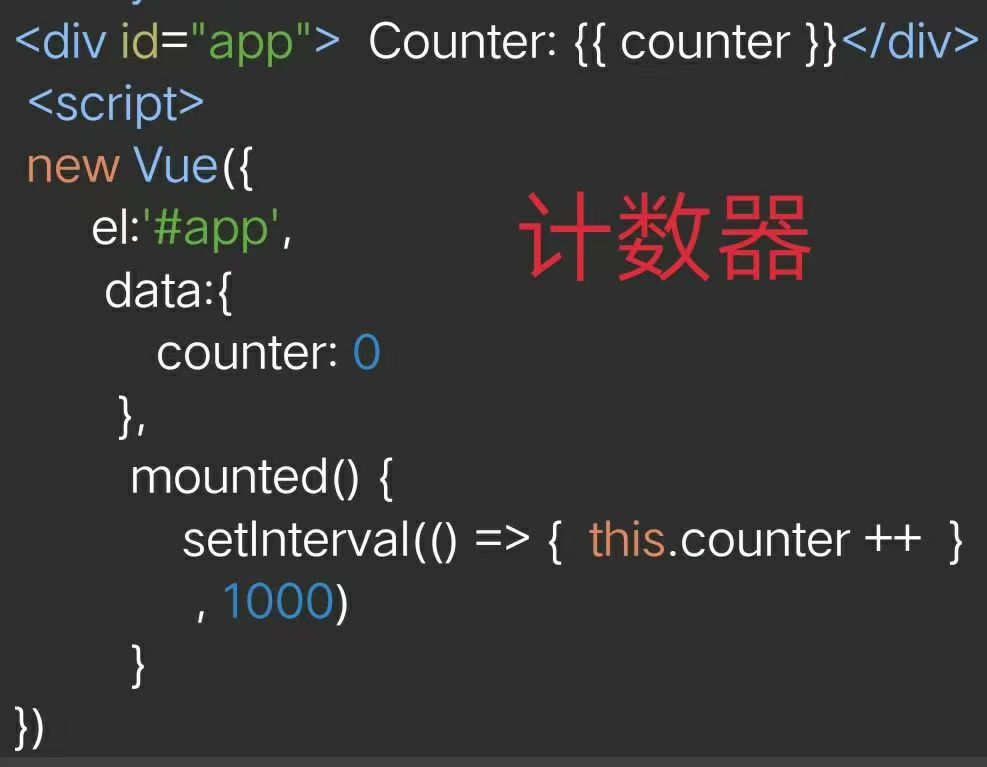 <div id="app">  Counter: {{ counter }}</div>
<script>
new Vue({
el:'#app',
计数器
data:{
counter: 0
},
mounted() {
setInterval(() => {  this.counter ++  }
, 1000)
}
})